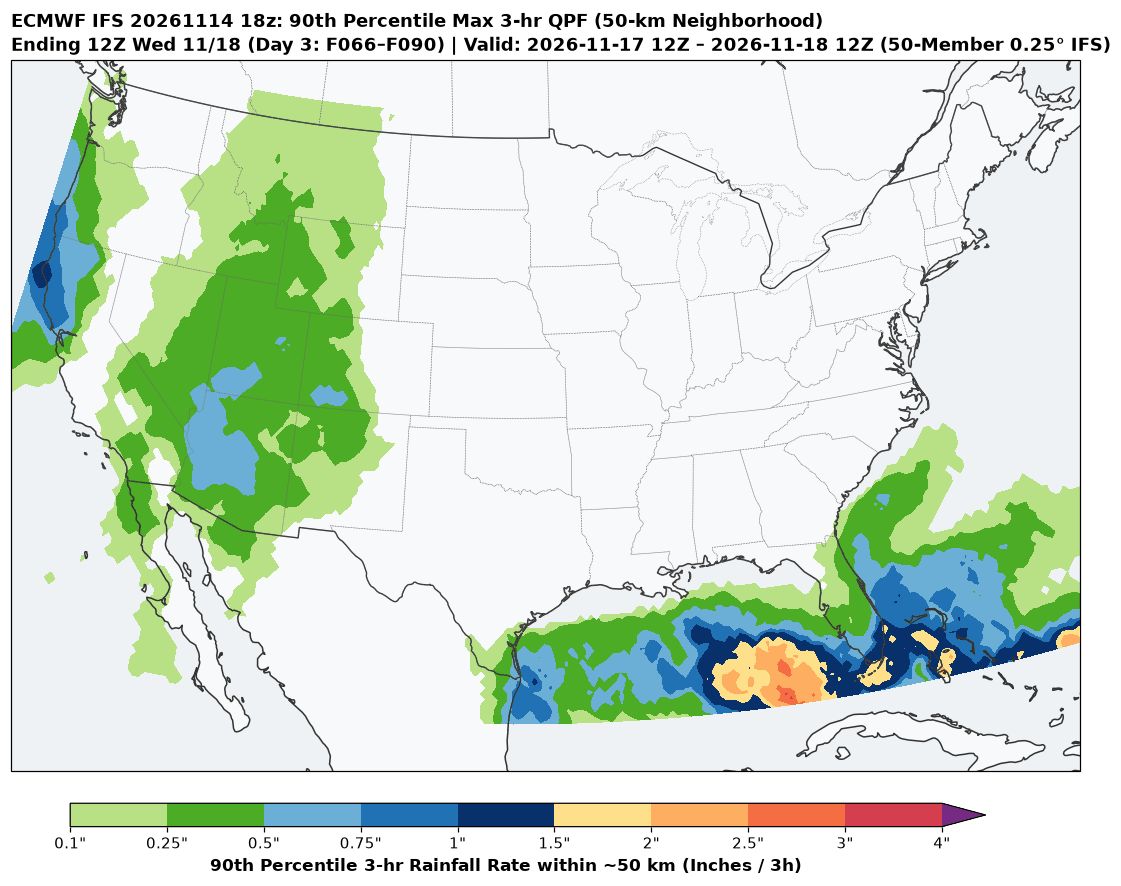 ECMWF IFS 20261114 18z: 90th Percentile Max 3-hr QPF (50-km Neighborhood)
Ending 12Z Wed 11/18 (Day 3: F066–F090) | Valid: 2026-11-17 12Z – 2026-11-18 12Z (50-Member 0.25° IFS)
0.1" 0.25" 0.5" 0.75" 1" 1.5" 2" 2.5" 3" 4"
90th Percentile 3-hr Rainfall Rate within ~50 km (Inches / 3h)